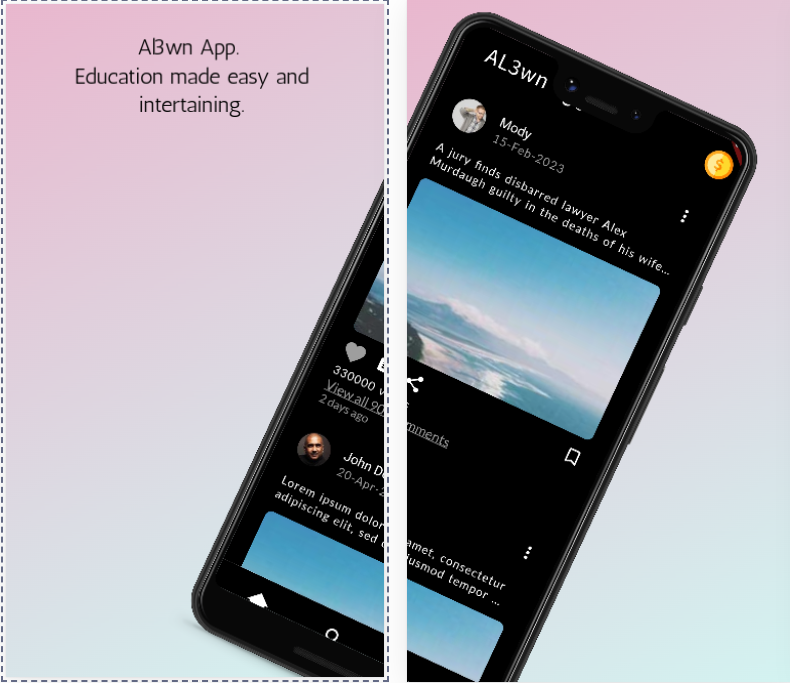 Al3wn App.
Education made easy and
intertaining.
330000
View all 90
2 days ago
John D
20-Apr-2
Lorem ipsum dolor
adipiscing elit, sed
AL3wn
Mody
15-Feb-2023
A jury finds disbarred lawyer Alex
Murdaugh guilty in the deaths of his wife...
mments
amet, consectetur
iusmod tempor ...